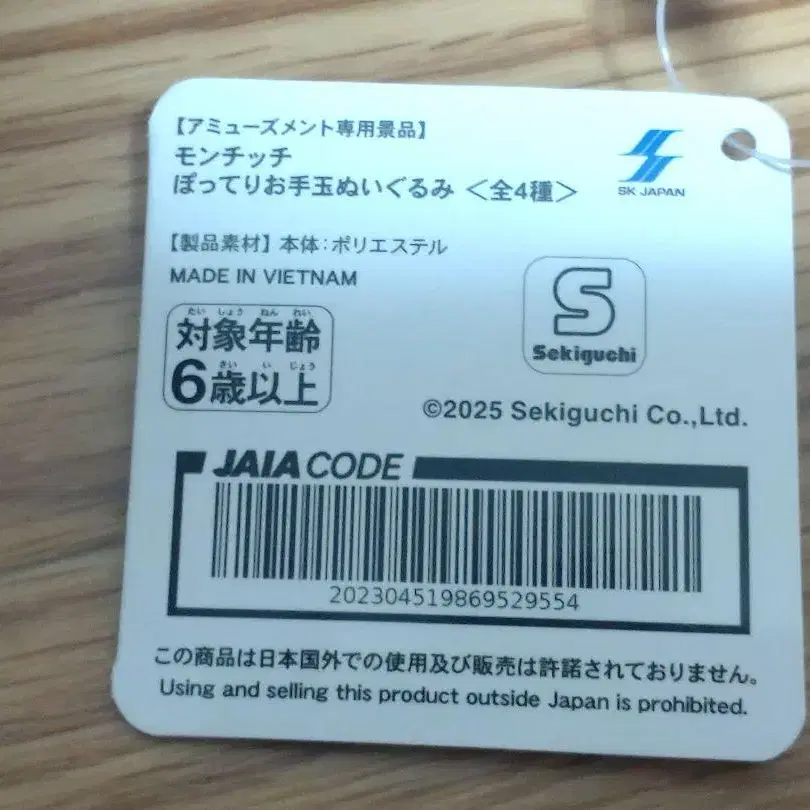 【アミューズメント専用景品】
モンチッチ
ぽってりお手玉ぬいぐるみ ＜全4種＞
SK JAPAN
【製品素材】本体：ポリエステル
MADE IN VIETNAM
たい しょう ねん れい
対象年齢
さい い じょう
6歳以上
S
Sekiguchi
©2025 Sekiguchi Co.,Ltd.
JAIA CODE
202304519869529554
この商品は日本国外での使用及び販売は許諾されておりません。
Using and selling this product outside Japan is prohibited.